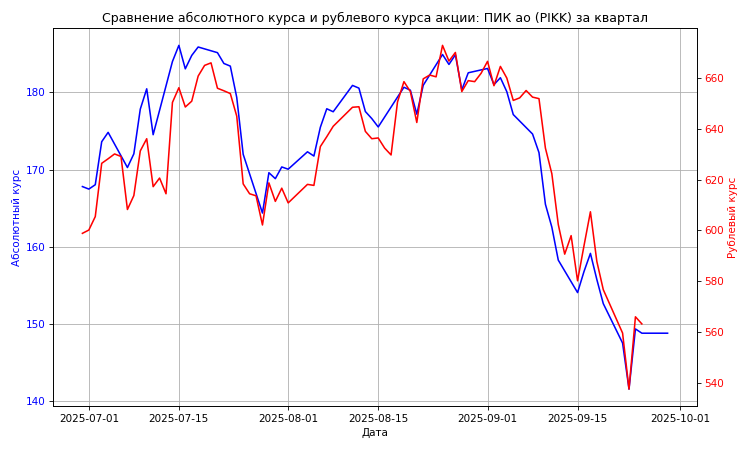 Сравнение абсолютного курса и рублевого курса акции: ПИК ао (PIKK) за квартал
Абсолютный курс
180
170
160
150
140
660
640
620
600
580
560
540
Рублевый курс
2025-07-01 2025-07-15 2025-08-01 2025-08-15 2025-09-01 2025-09-15 2025-10-01
Дата